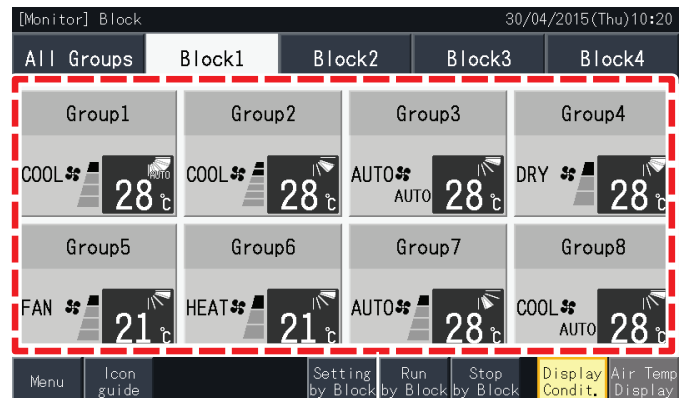 [Monitor] Block 30/04/2015(Thu)10:20
All Groups Block1 Block2 Block3 Block4
Group1 Group2 Group3 Group4
COOL AUTO 28℃ COOL 28℃ AUTO AUTO 28℃ DRY 28℃
Group5 Group6 Group7 Group8
FAN 21℃ HEAT 21℃ AUTO 28℃ COOL AUTO 28℃
Menu Icon guide Setting by Block Run by Block Stop by Block Display Condit. Air Temp Display